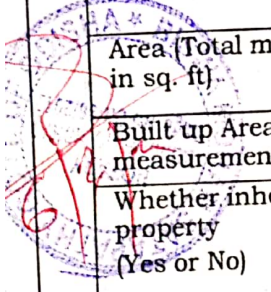 Area (Total m
in sq. ft)
Built up Area
measuremen
Whether inhe
property
(Yes or No)